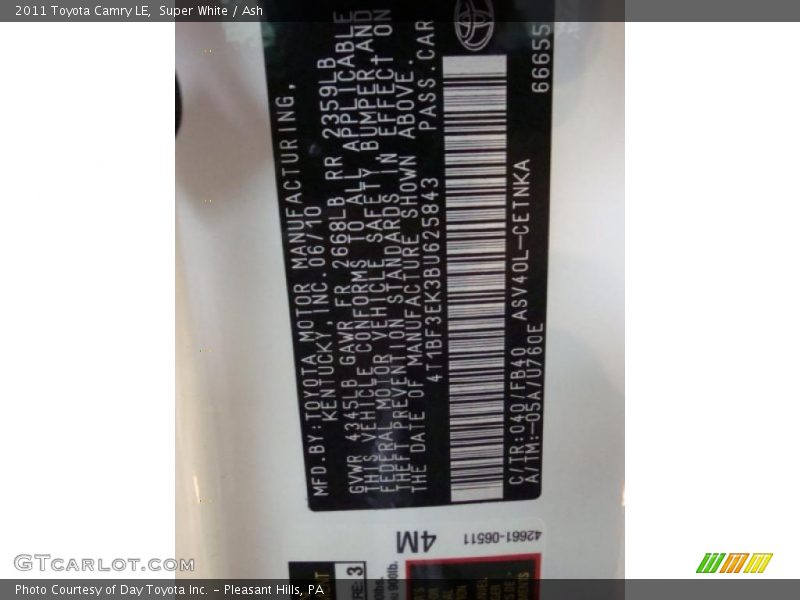 2011 Toyota Camry LE, Super White / Ash
MFD.BY:TOYOTA MOTOR MANUFACTURING,
KENTUCKY, INC.06/10
GVWR 4345LB GAWR FR 2668LB RR 2359LB
THIS VEHICLE CONFORMS TO ALL APPLICABLE
FEDERAL MOTOR VEHICLE SAFETY, BUMPER, AND
THEFT PREVENTION STANDARDS IN EFFECT ON
THE DATE OF MANUFACTURE SHOWN ABOVE.
4T1BF3EK3BU625843 PASS.CAR
C/TR:040/FB40 ASV40L-CETNKA
A/TM:-05A/U760E
66655
42661-06511
4M
3
GTCARLOT.COM
Photo Courtesy of Day Toyota Inc. - Pleasant Hills, PA